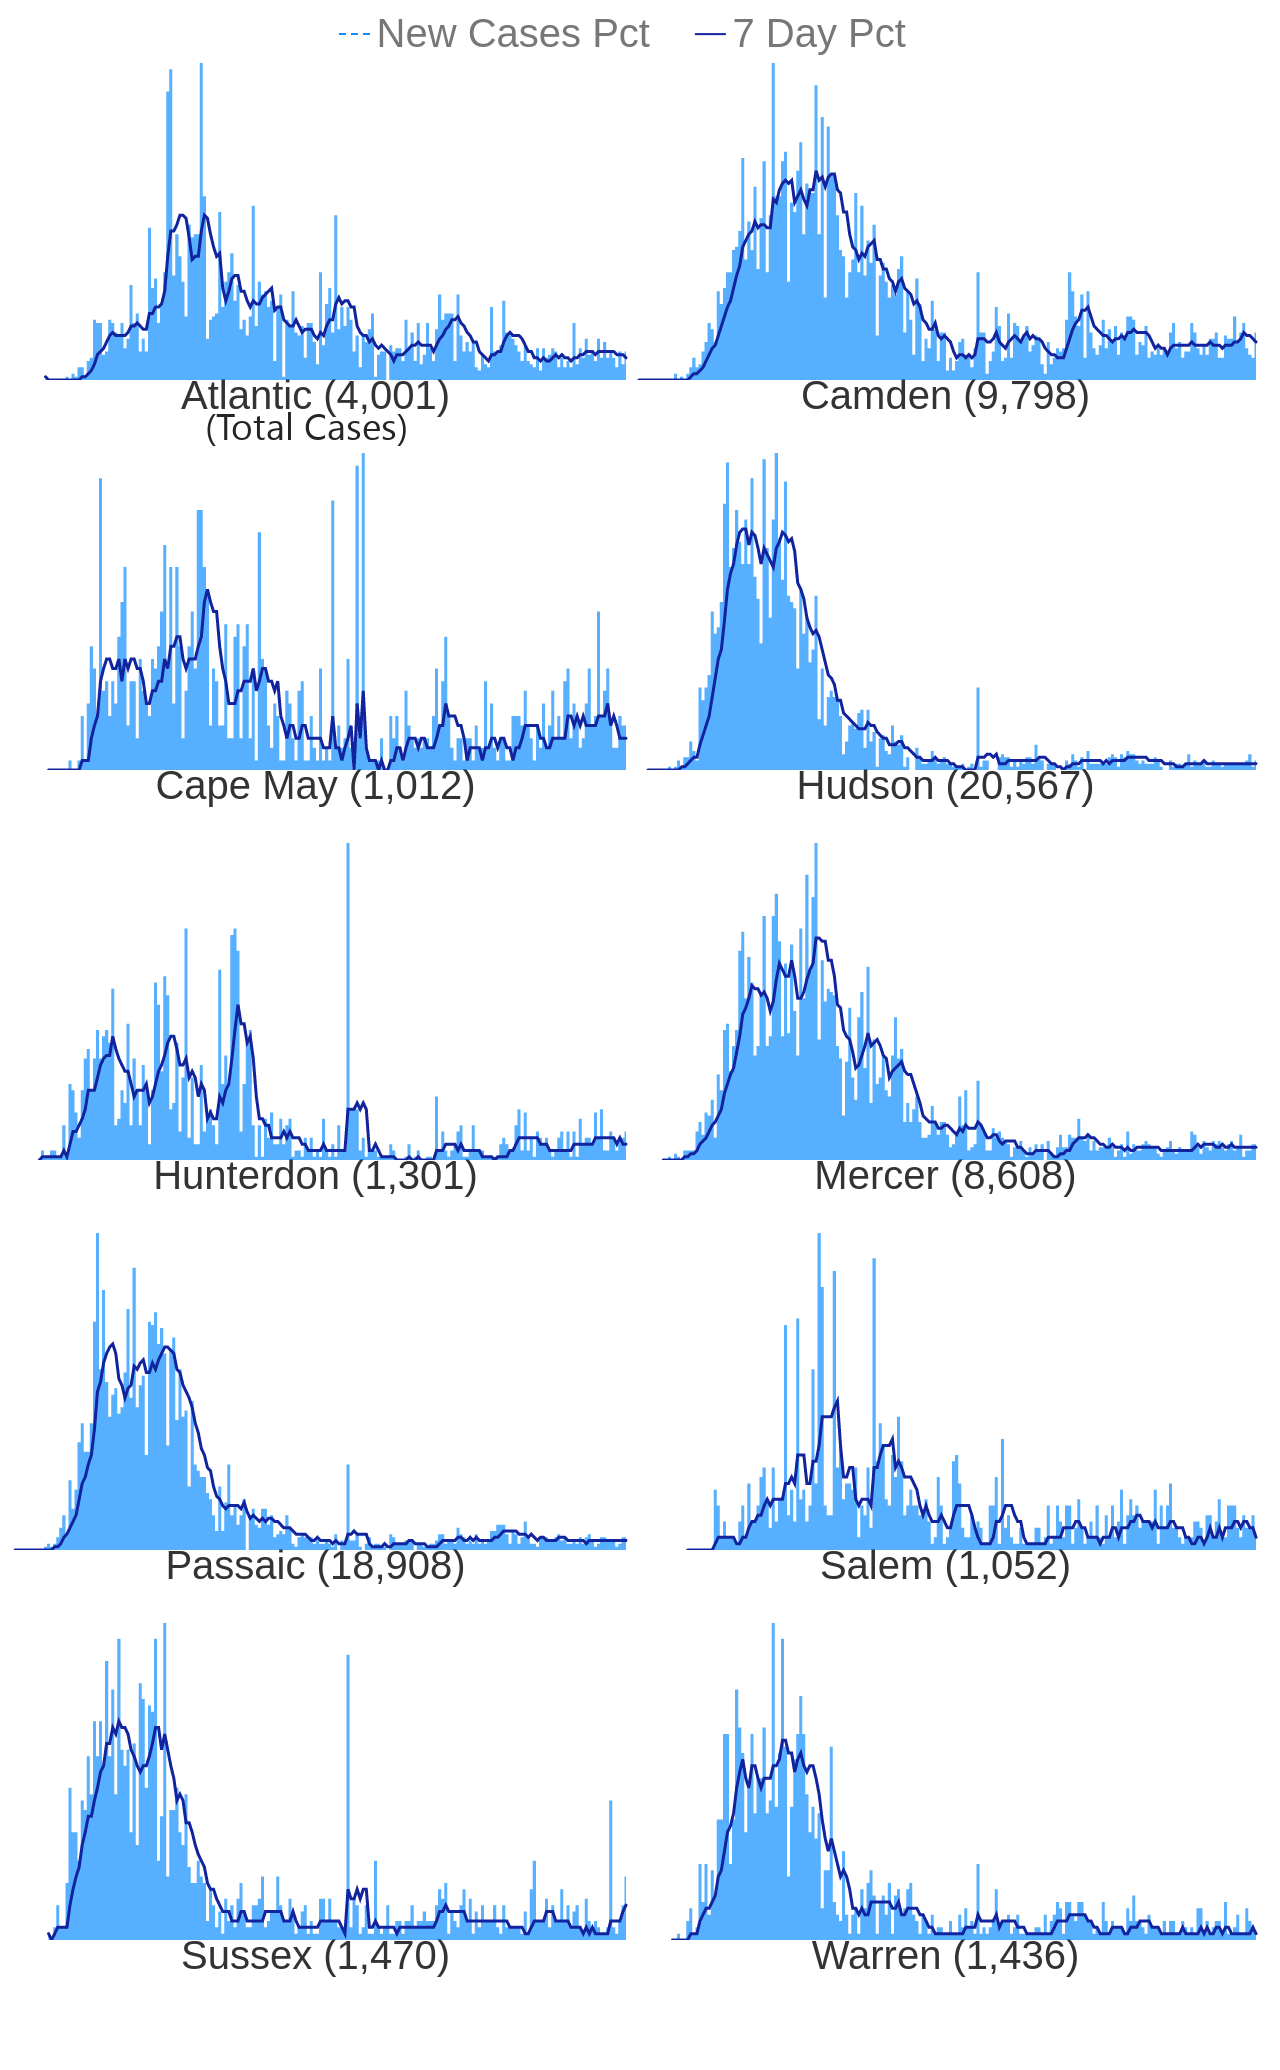 New Cases Pct 7 Day Pct
Atlantic (4,001) Camden (9,798)
(Total Cases)
Cape May (1,012) Hudson (20,567)
Hunterdon (1,301) Mercer (8,608)
Passaic (18,908) Salem (1,052)
Sussex (1,470) Warren (1,436)